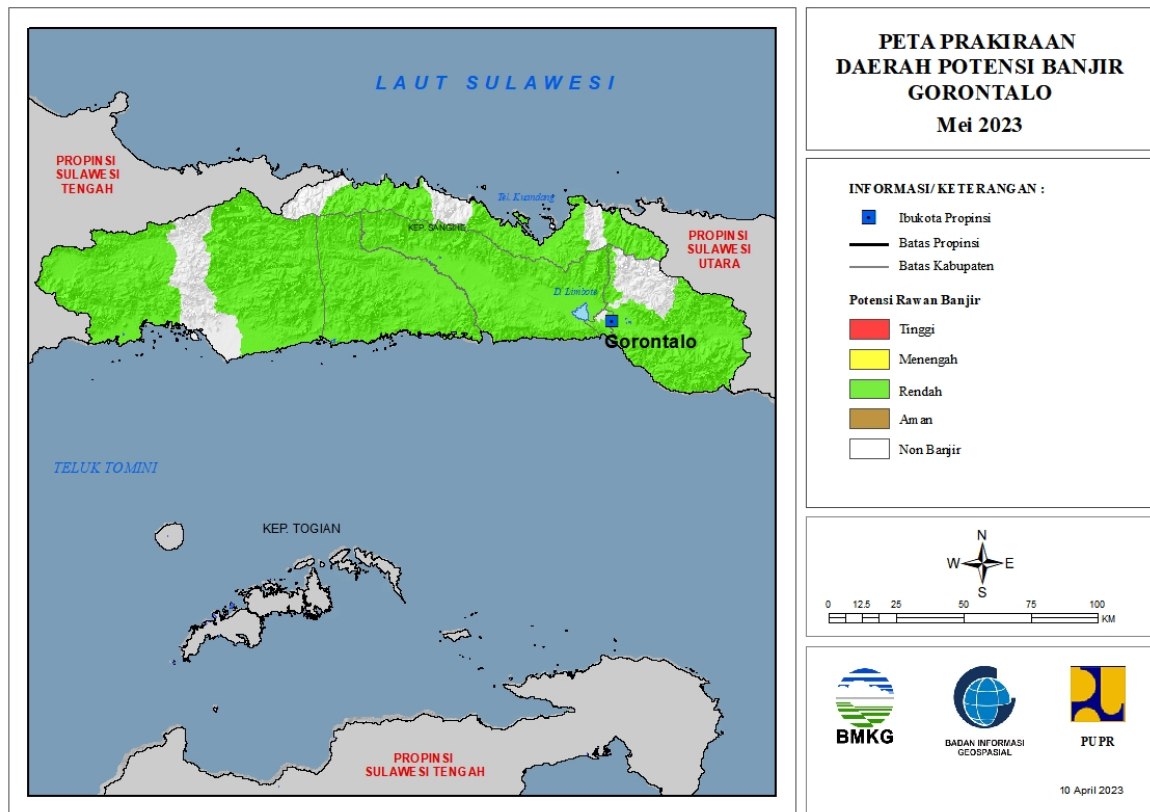 LAUT SULAWESI
PROPINSI
SULAWESI
TENGAH
Tel. Kuandang
KEP. SANGIHE
PROPINSI
SULAWESI
UTARA
D. Limboto
Gorontalo
TELUK TOMINI
KEP. TOGIAN
PROPINSI
SULAWESI TENGAH
PETA PRAKIRAAN
DAERAH POTENSI BANJIR
GORONTALO
Mei 2023
INFORMASI/ KETERANGAN :
Ibukota Propinsi
Batas Propinsi
Batas Kabupaten
Potensi Rawan Banjir
Tinggi
Menengah
Rendah
Aman
Non Banjir
N
W E
S
0 12.5 25 50 75 100
KM
BMKG
BADAN INFORMASI
GEOSPASIAL
PUPR
10 April 2023